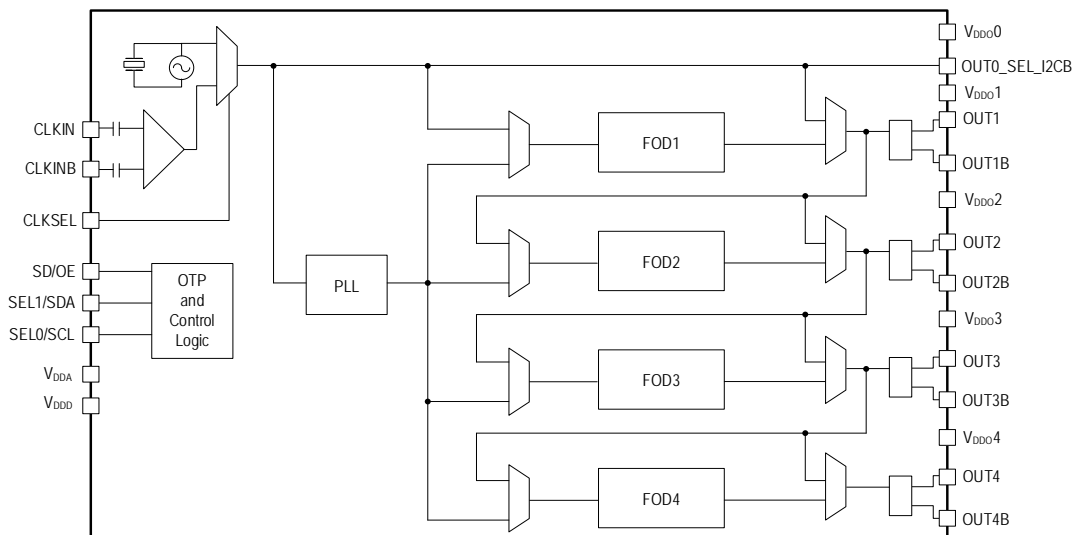 CLKIN
CLKINB
CLKSEL
SD/OE
SEL1/SDA
SEL0/SCL
VDDA
VDDD
OTP
and
Control
Logic
PLL
FOD1
FOD2
FOD3
FOD4
VDDO0
OUT0_SEL_I2CB
VDDO1
OUT1
OUT1B
VDDO2
OUT2
OUT2B
VDDO3
OUT3
OUT3B
VDDO4
OUT4
OUT4B